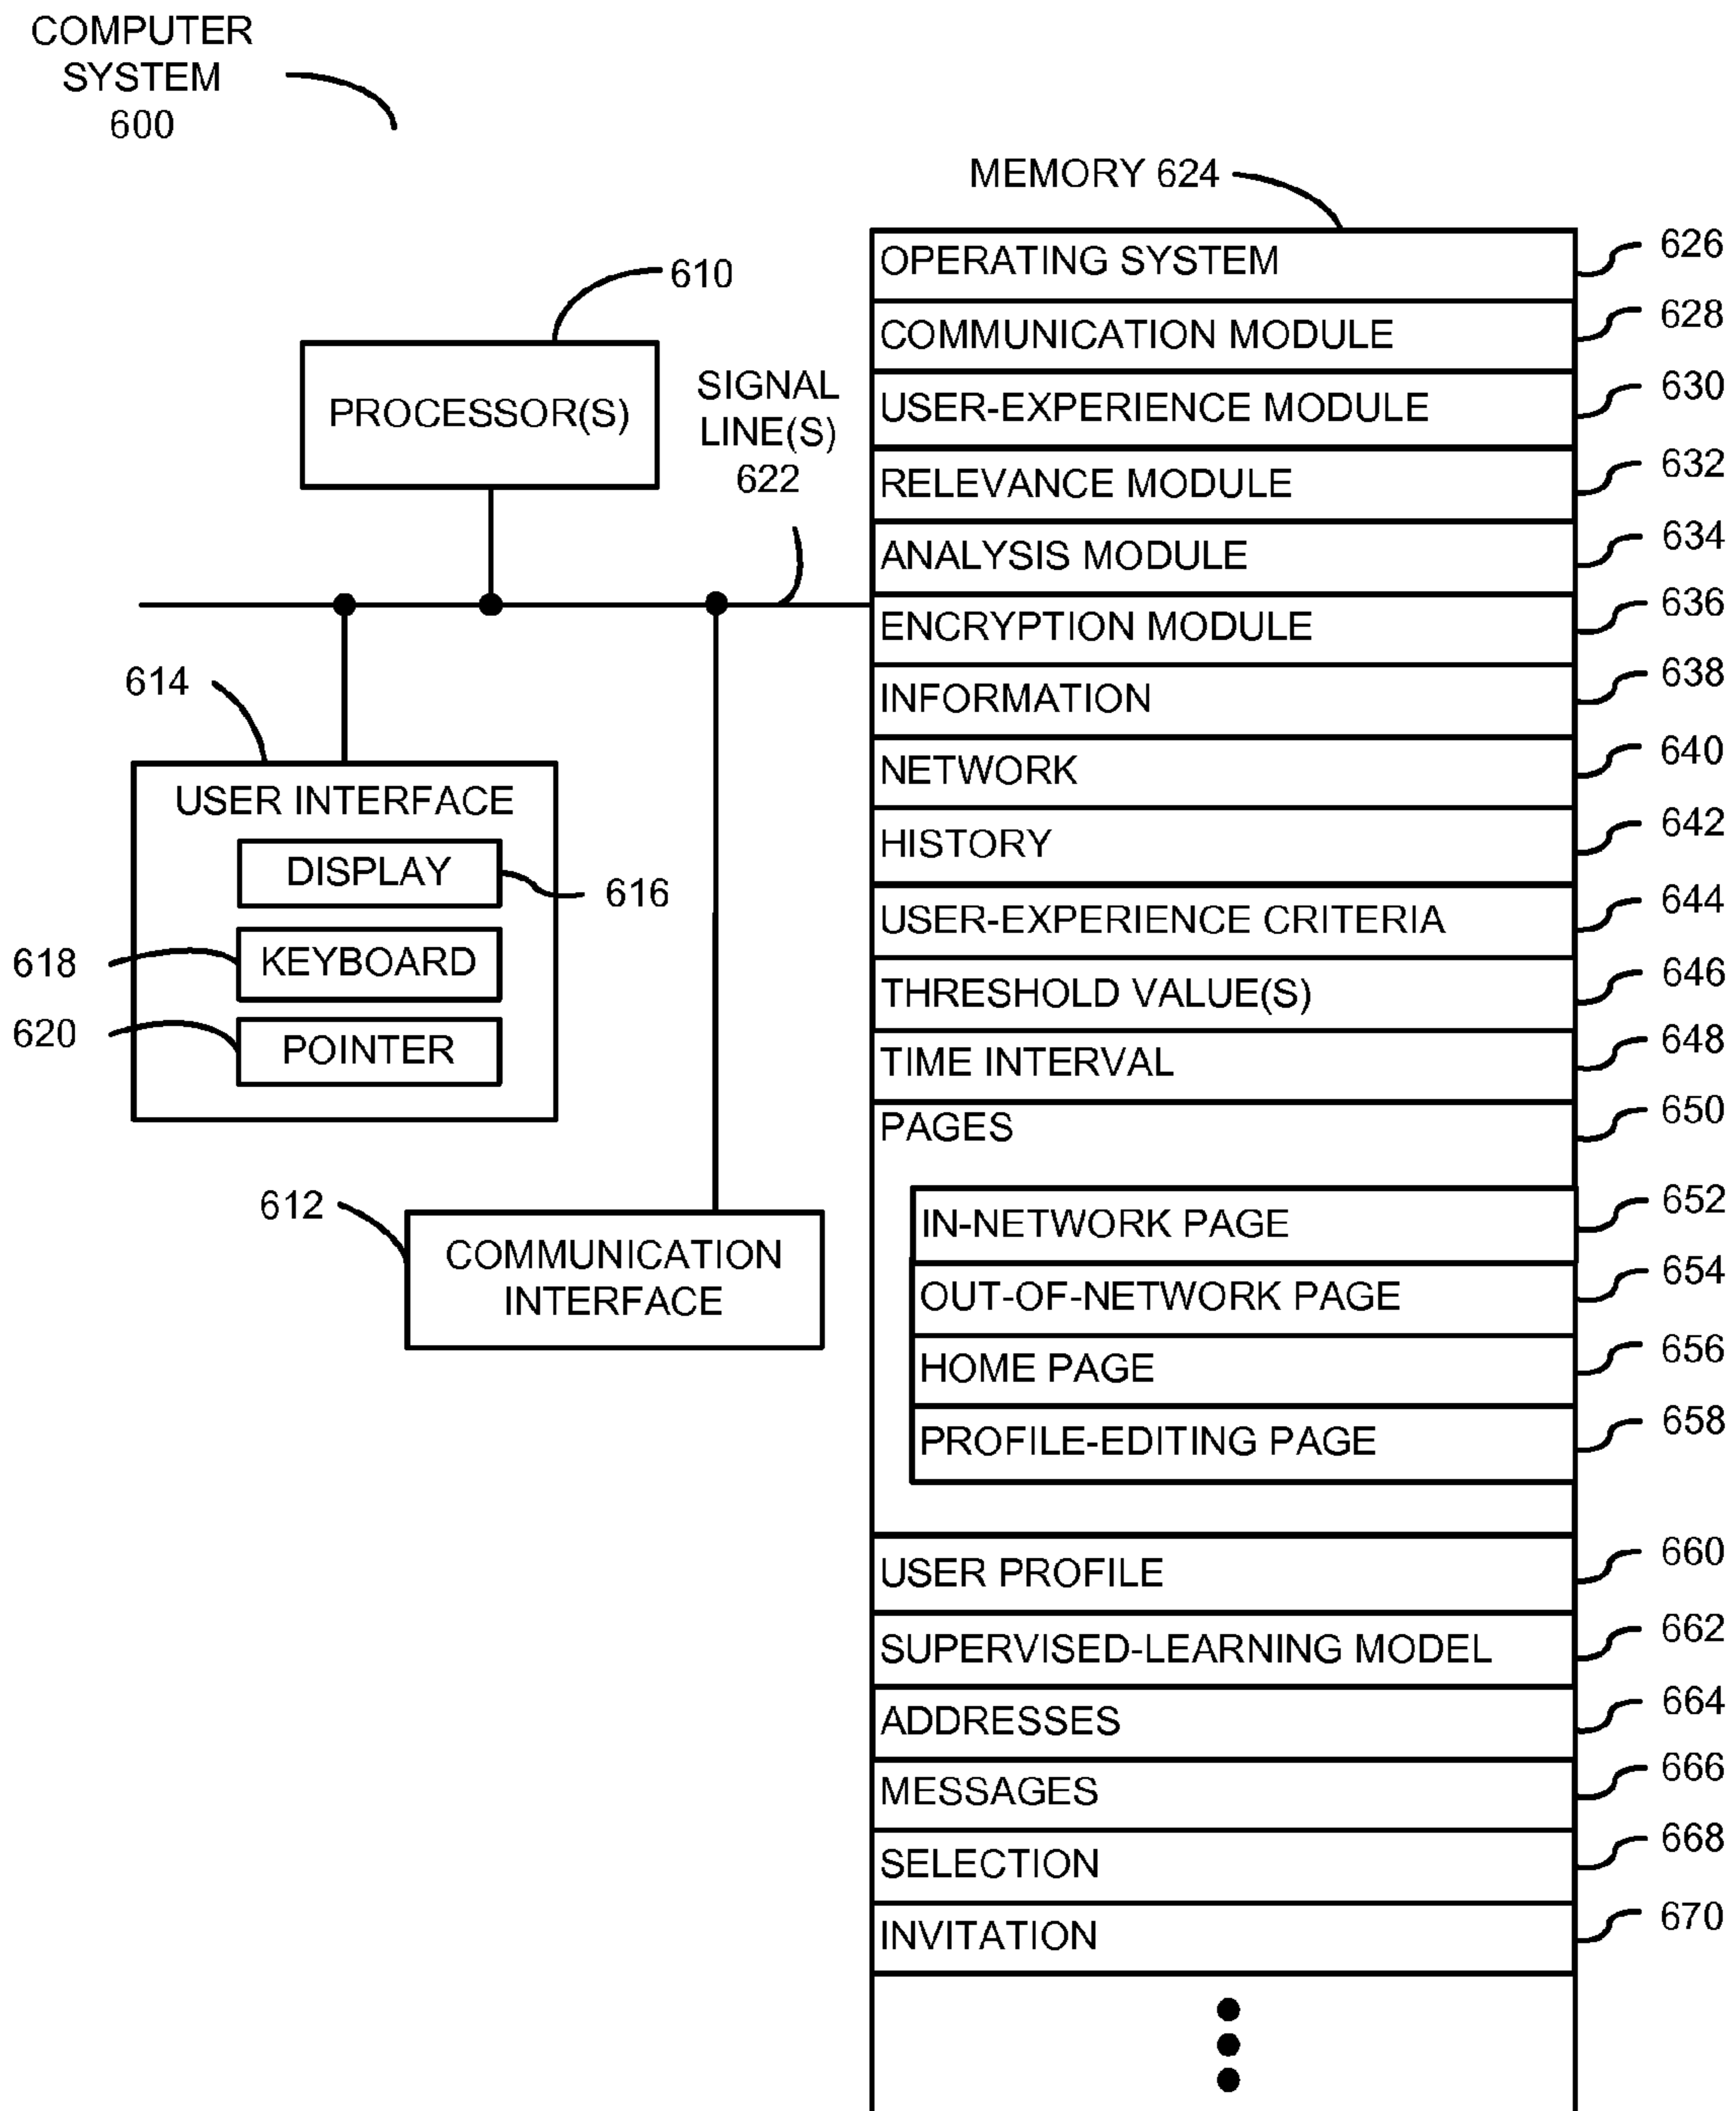 COMPUTER
SYSTEM
600
MEMORY 624
OPERATING SYSTEM
626
COMMUNICATION MODULE
628
USER-EXPERIENCE MODULE
630
RELEVANCE MODULE
632
ANALYSIS MODULE
634
ENCRYPTION MODULE
636
INFORMATION
638
NETWORK
640
HISTORY
642
USER-EXPERIENCE CRITERIA
644
THRESHOLD VALUE(S)
646
TIME INTERVAL
648
PAGES
650
IN-NETWORK PAGE
652
OUT-OF-NETWORK PAGE
654
HOME PAGE
656
PROFILE-EDITING PAGE
658
USER PROFILE
660
SUPERVISED-LEARNING MODEL
662
ADDRESSES
664
MESSAGES
666
SELECTION
668
INVITATION
670
610
PROCESSOR(S)
SIGNAL
LINE(S)
622
614
USER INTERFACE
DISPLAY
616
618
KEYBOARD
620
POINTER
612
COMMUNICATION
INTERFACE